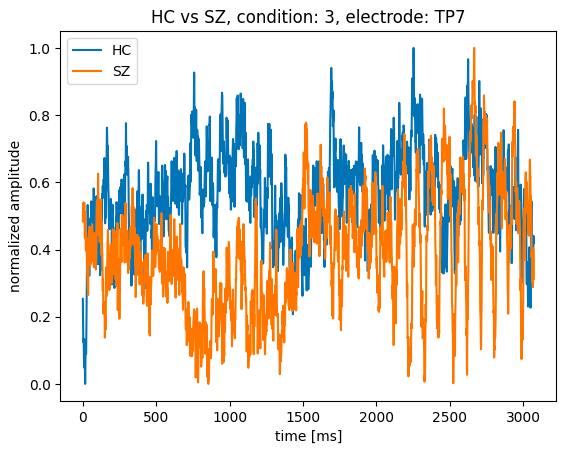 HC vs SZ, condition: 3, electrode: TP7
HC
SZ
normalized amplitude
1.0
0.8
0.6
0.4
0.2
0.0
0
500
1000
1500
2000
2500
3000
time [ms]